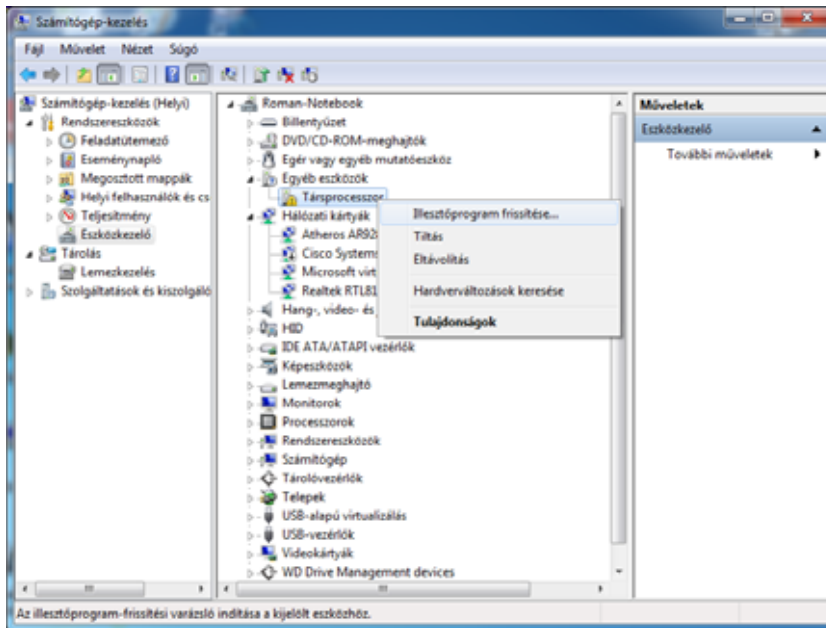 Számítógép-kezelés
Fájl Művelet Nézet Súgó
Számítógép-kezelés (Helyi)
Rendszereszközök
Feladatütemező
Eseménynapló
Megosztott mappák
Helyi felhasználók és cs
Teljesítmény
Eszközkezelő
Tárolás
Lemezkezelés
Szolgáltatások és kiszolgáló
Roman-Notebook
Billentyűzet
DVD/CD-ROM-meghajtók
Egér vagy egyéb mutatóeszköz
Egyéb eszközök
Társprocesszor
Hálózati kártyák
Atheros AR92
Cisco Systems
Microsoft virt
Realtek RTL81
Hang-, video- és
HID
IDE ATA/ATAPI vezérlők
Képeszközök
Lemezmeghajtó
Monitorok
Processzorok
Rendszereszközök
Számítógép
Tárolóvezérlők
Telepek
USB-alapú virtualizálás
USB-vezérlők
Videokártyák
WD Drive Management devices
Illesztőprogram frissítése...
Tiltás
Eltávolítás
Hardverváltozások keresése
Tulajdonságok
Műveletek
Eszközkezelő
További műveletek
Az illesztőprogram-frissítési varázsló indítása a kijelölt eszközhöz.